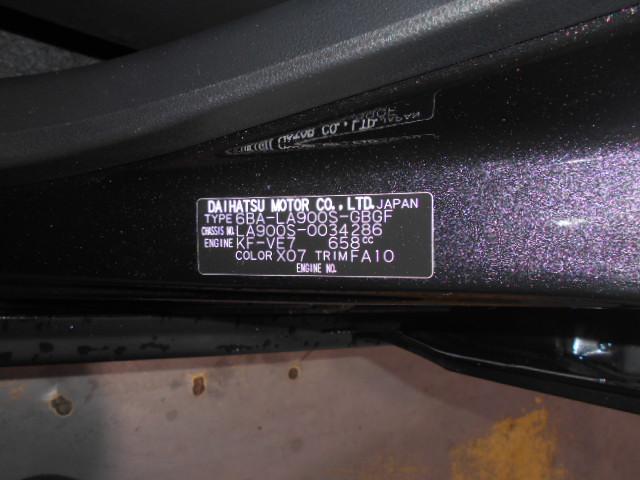 DAIHATSU MOTOR CO., LTD. JAPAN
TYPE 6BA-LA900S-GBGF
CHASSIS NO. LA900S-0034286
ENGINE KF-VE7 658cc
COLOR X07 TRIM FA10
ENGINE NO.